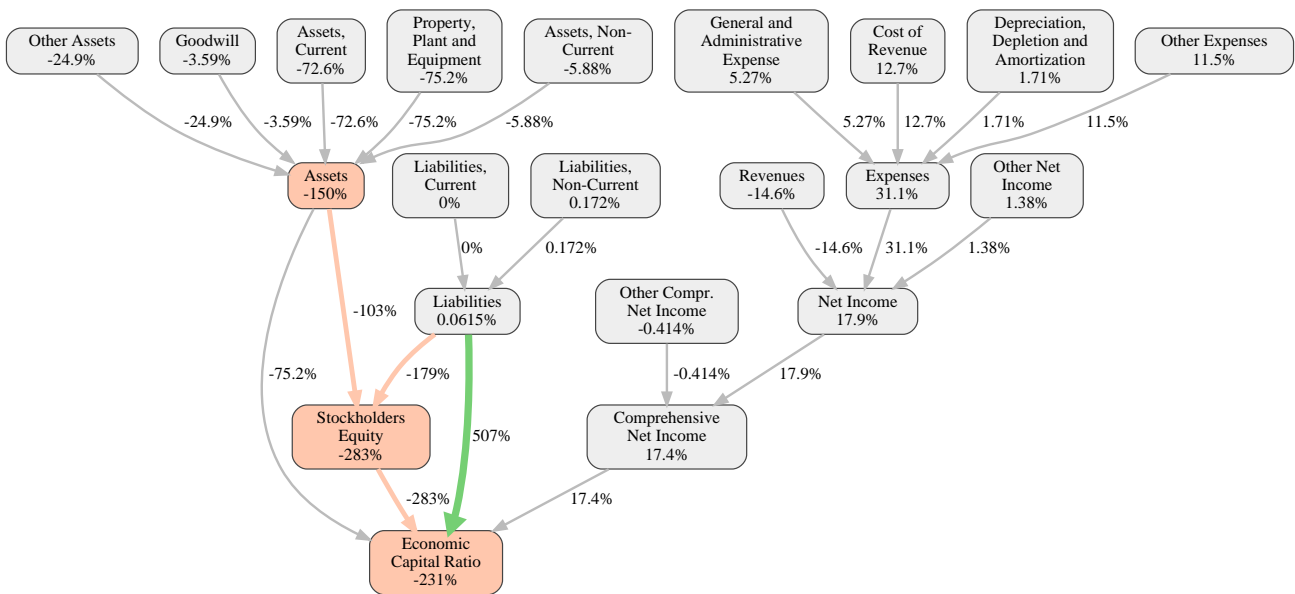 Other Assets
-24.9%
Goodwill
-3.59%
Assets,
Current
-72.6%
Property,
Plant and
Equipment
-75.2%
Assets, Non-
Current
-5.88%
General and
Administrative
Expense
5.27%
Cost of
Revenue
12.7%
Depreciation,
Depletion and
Amortization
1.71%
Other Expenses
11.5%
-24.9%
-3.59%
-72.6%
-75.2%
-5.88%
5.27%
12.7%
1.71%
11.5%
Assets
-150%
Liabilities,
Current
0%
Liabilities,
Non-Current
0.172%
Revenues
-14.6%
Expenses
31.1%
Other Net
Income
1.38%
0%
0.172%
-14.6%
31.1%
1.38%
-103%
Liabilities
0.0615%
Other Compr.
Net Income
-0.414%
Net Income
17.9%
-75.2%
-179%
-0.414%
17.9%
Stockholders
Equity
-283%
507%
Comprehensive
Net Income
17.4%
-283%
17.4%
Economic
Capital Ratio
-231%